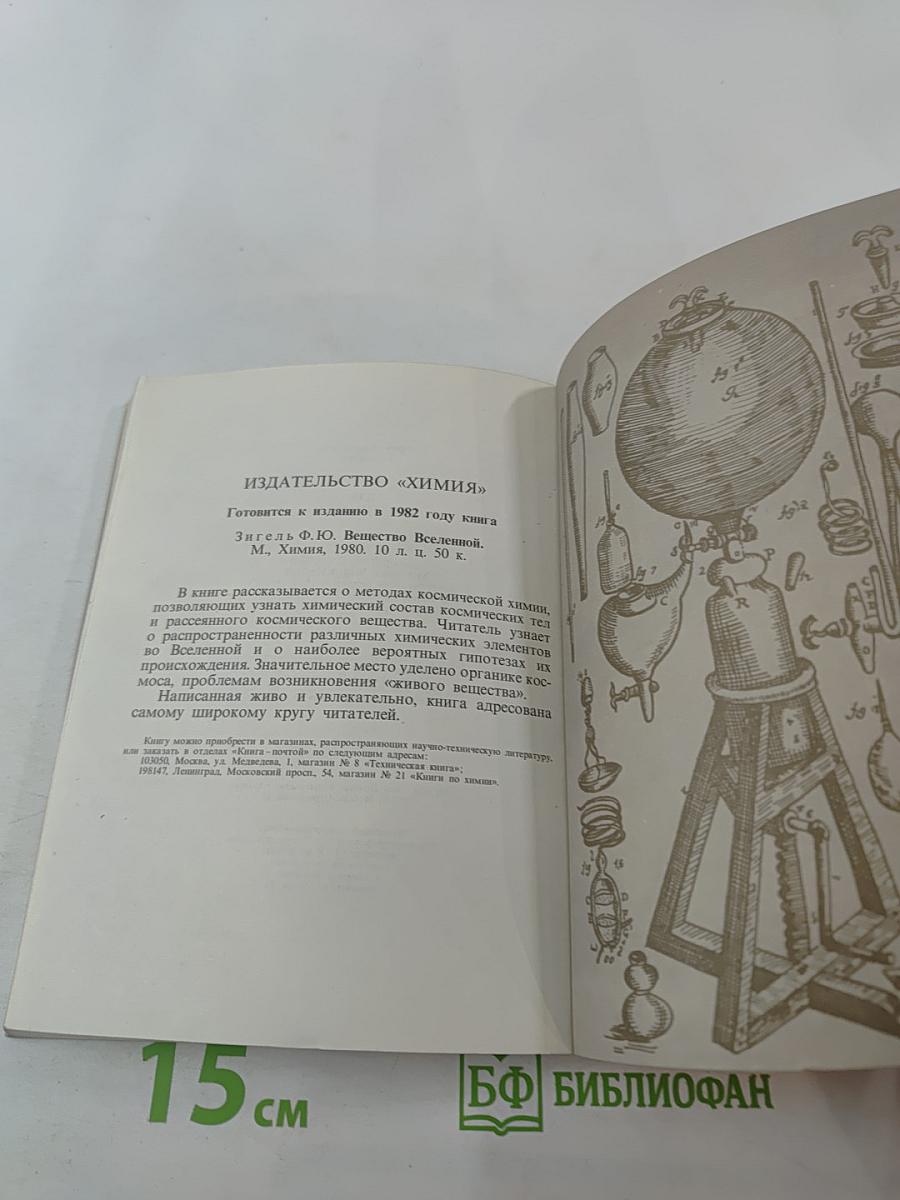 ИЗДАТЕЛЬСТВО «ХИМИЯ»
Готовится к изданию в 1982 году книга
Зигель Ф.Ю. Вещество Вселенной.
М., Химия, 1980. 10 л. ц. 50 к.
В книге рассказывается о методах космической химии,
позволяющих узнать химический состав космических тел
и рассеянного космического вещества. Читатель узнает
о распространенности различных химических элементов
во Вселенной и о наиболее вероятных гипотезах их
происхождения. Значительное место уделено органике кос-
моса, проблемам возникновения «живого вещества».
Написанная живо и увлекательно, книга адресована
самому широкому кругу читателей.
Книгу можно приобрести в магазинах, распространяющих научно-техническую литературу,
или заказать в отделах «Книга – почтой» по следующим адресам:
103050, Москва, ул. Медведева, 1, магазин № 8 «Техническая книга»;
198147, Ленинград, Московский просп., 54, магазин № 21 «Книги по химии».
fig 7
C
P
R
15 см
БФ БИБЛИОФАН